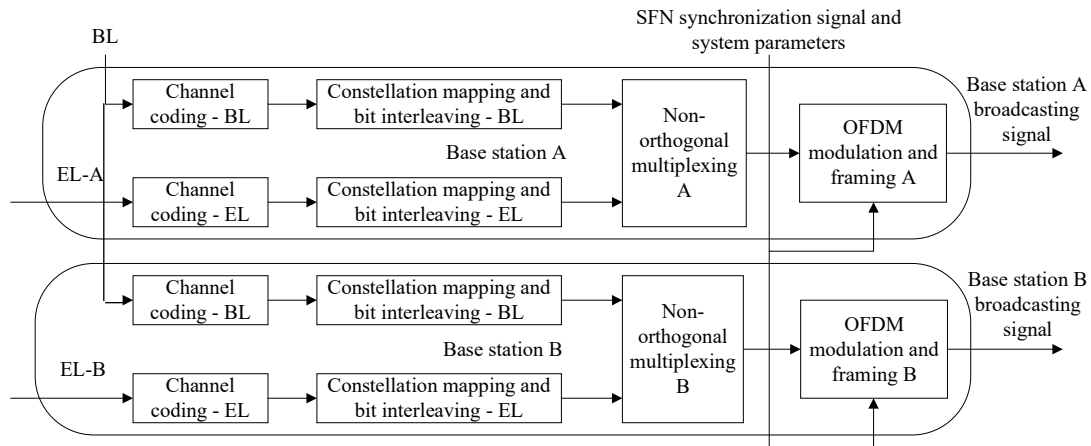 BL
SFN synchronization signal and
system parameters
Channel
coding - BL
Constellation mapping and
bit interleaving - BL
Base station A
EL-A
Channel
coding - EL
Constellation mapping and
bit interleaving - EL
Non-
orthogonal
multiplexing
A
OFDM
modulation and
framing A
Base station A
broadcasting
signal
Channel
coding - BL
Constellation mapping and
bit interleaving - BL
Base station B
EL-B
Channel
coding - EL
Constellation mapping and
bit interleaving - EL
Non-
orthogonal
multiplexing
B
OFDM
modulation and
framing B
Base station B
broadcasting
signal